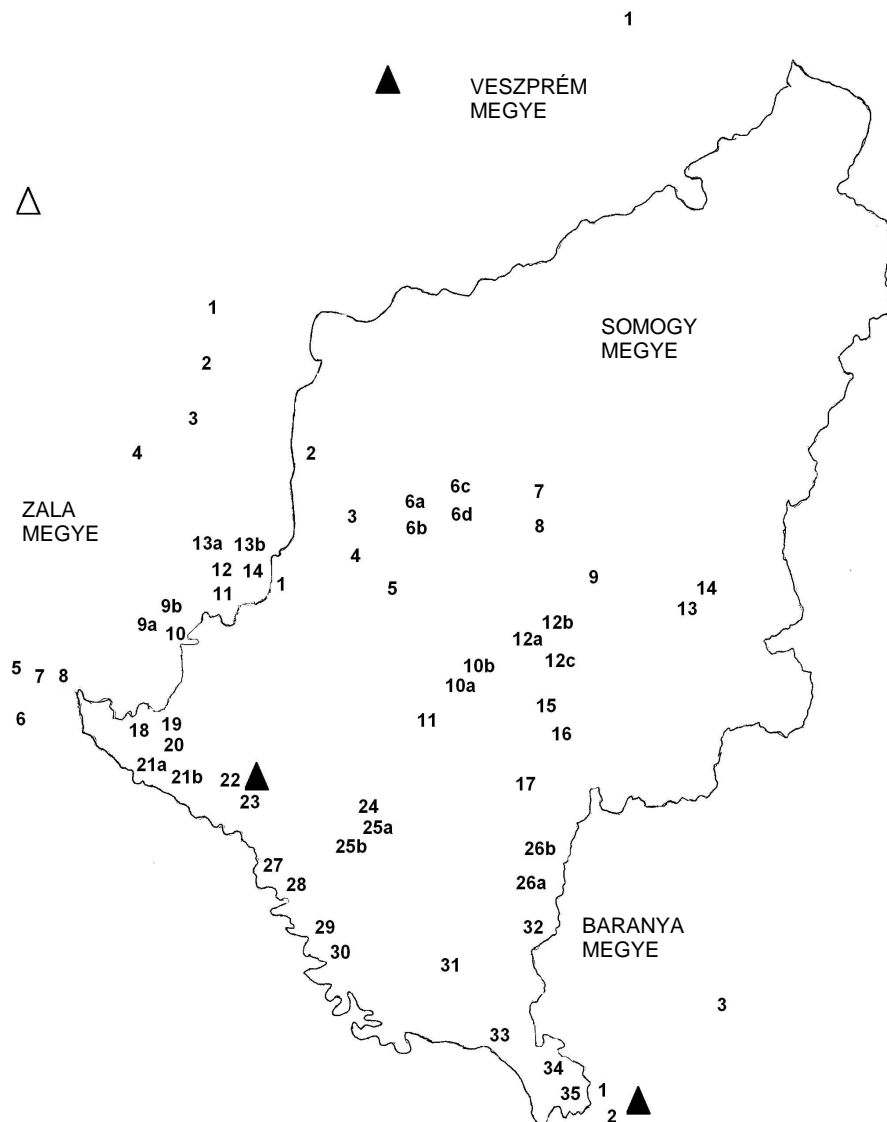 1
VESZPRÉM
MEGYE
1
SOMOGY
MEGYE
2
3
4
2
6c
7
6a
ZALA
MEGYE
3
6d
6b
8
13a 13b
4
12 14
9
1
5
14
11
9b
13
9a
12b
10
12a
10b
12c
5
7 8
10a
15
6
11
18 19
16
20
21a
21b 22
17
23
24
25a
25b
26b
27
26a
28
29
32
BARANYA
MEGYE
30
31
3
33
34
35
1
2